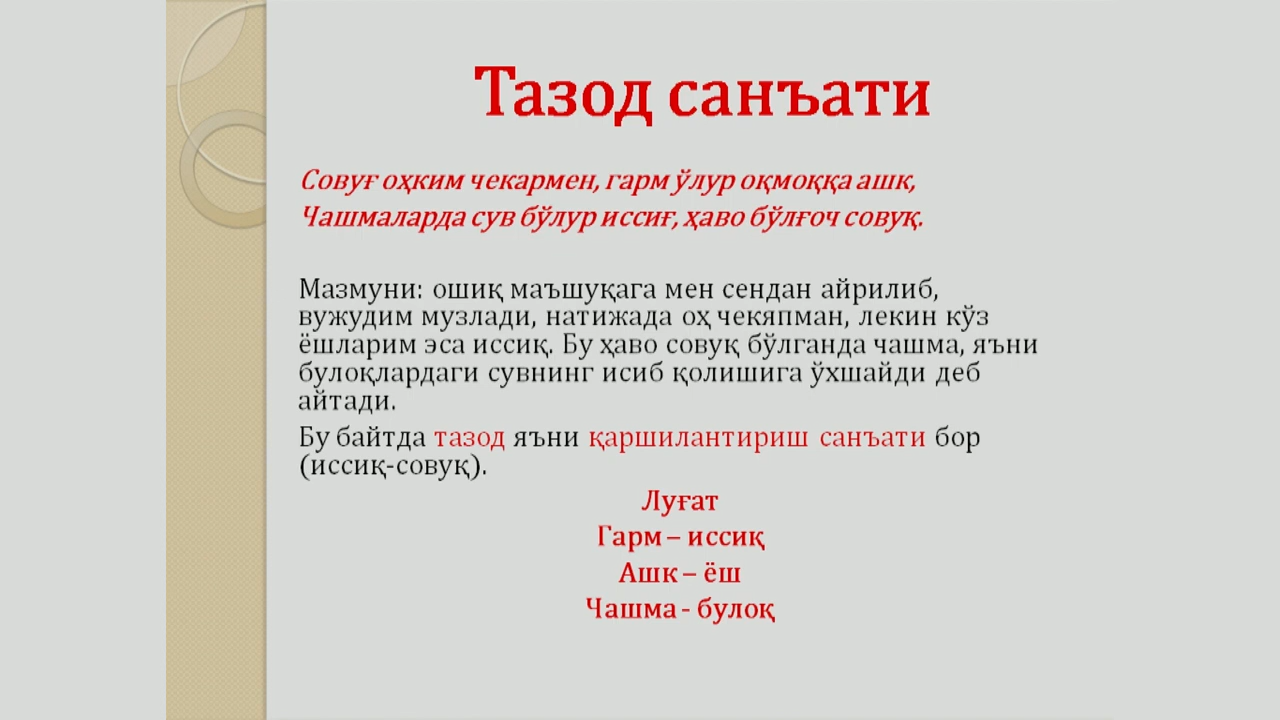 Тазод санъати
Совуғ оҳким чекармен, гарм ўлур оқмоққа ашк,
Чашмаларда сув бўлур иссиғ, ҳаво бўлғоч совуқ.
Мазмуни: ошиқ маъшуқага мен сендан айрилиб,
вужудим музлади, натижада оҳ чекяпман, лекин кўз
ёшларим эса иссиқ. Бу ҳаво совуқ бўлганда чашма, яъни
булоқлардаги сувнинг исиб қолишига ўхшайди деб
айтади.
Бу байтда тазод яъни қаршилантириш санъати бор
(иссиқ-совуқ).
Луғат
Гарм – иссиқ
Ашк – ёш
Чашма - булоқ